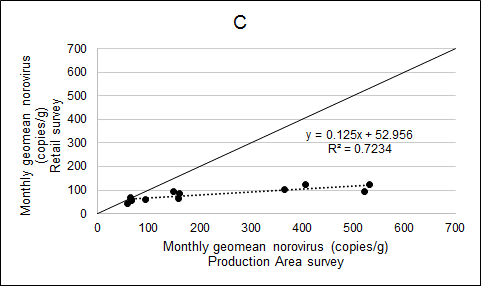 C
Monthly geomean norovirus
(copies/g)
Retail survey
700
600
500
400
300
200
100
0
y = 0.125x + 52.956
R² = 0.7234
0 100 200 300 400 500 600 700
Monthly geomean norovirus (copies/g)
Production Area survey